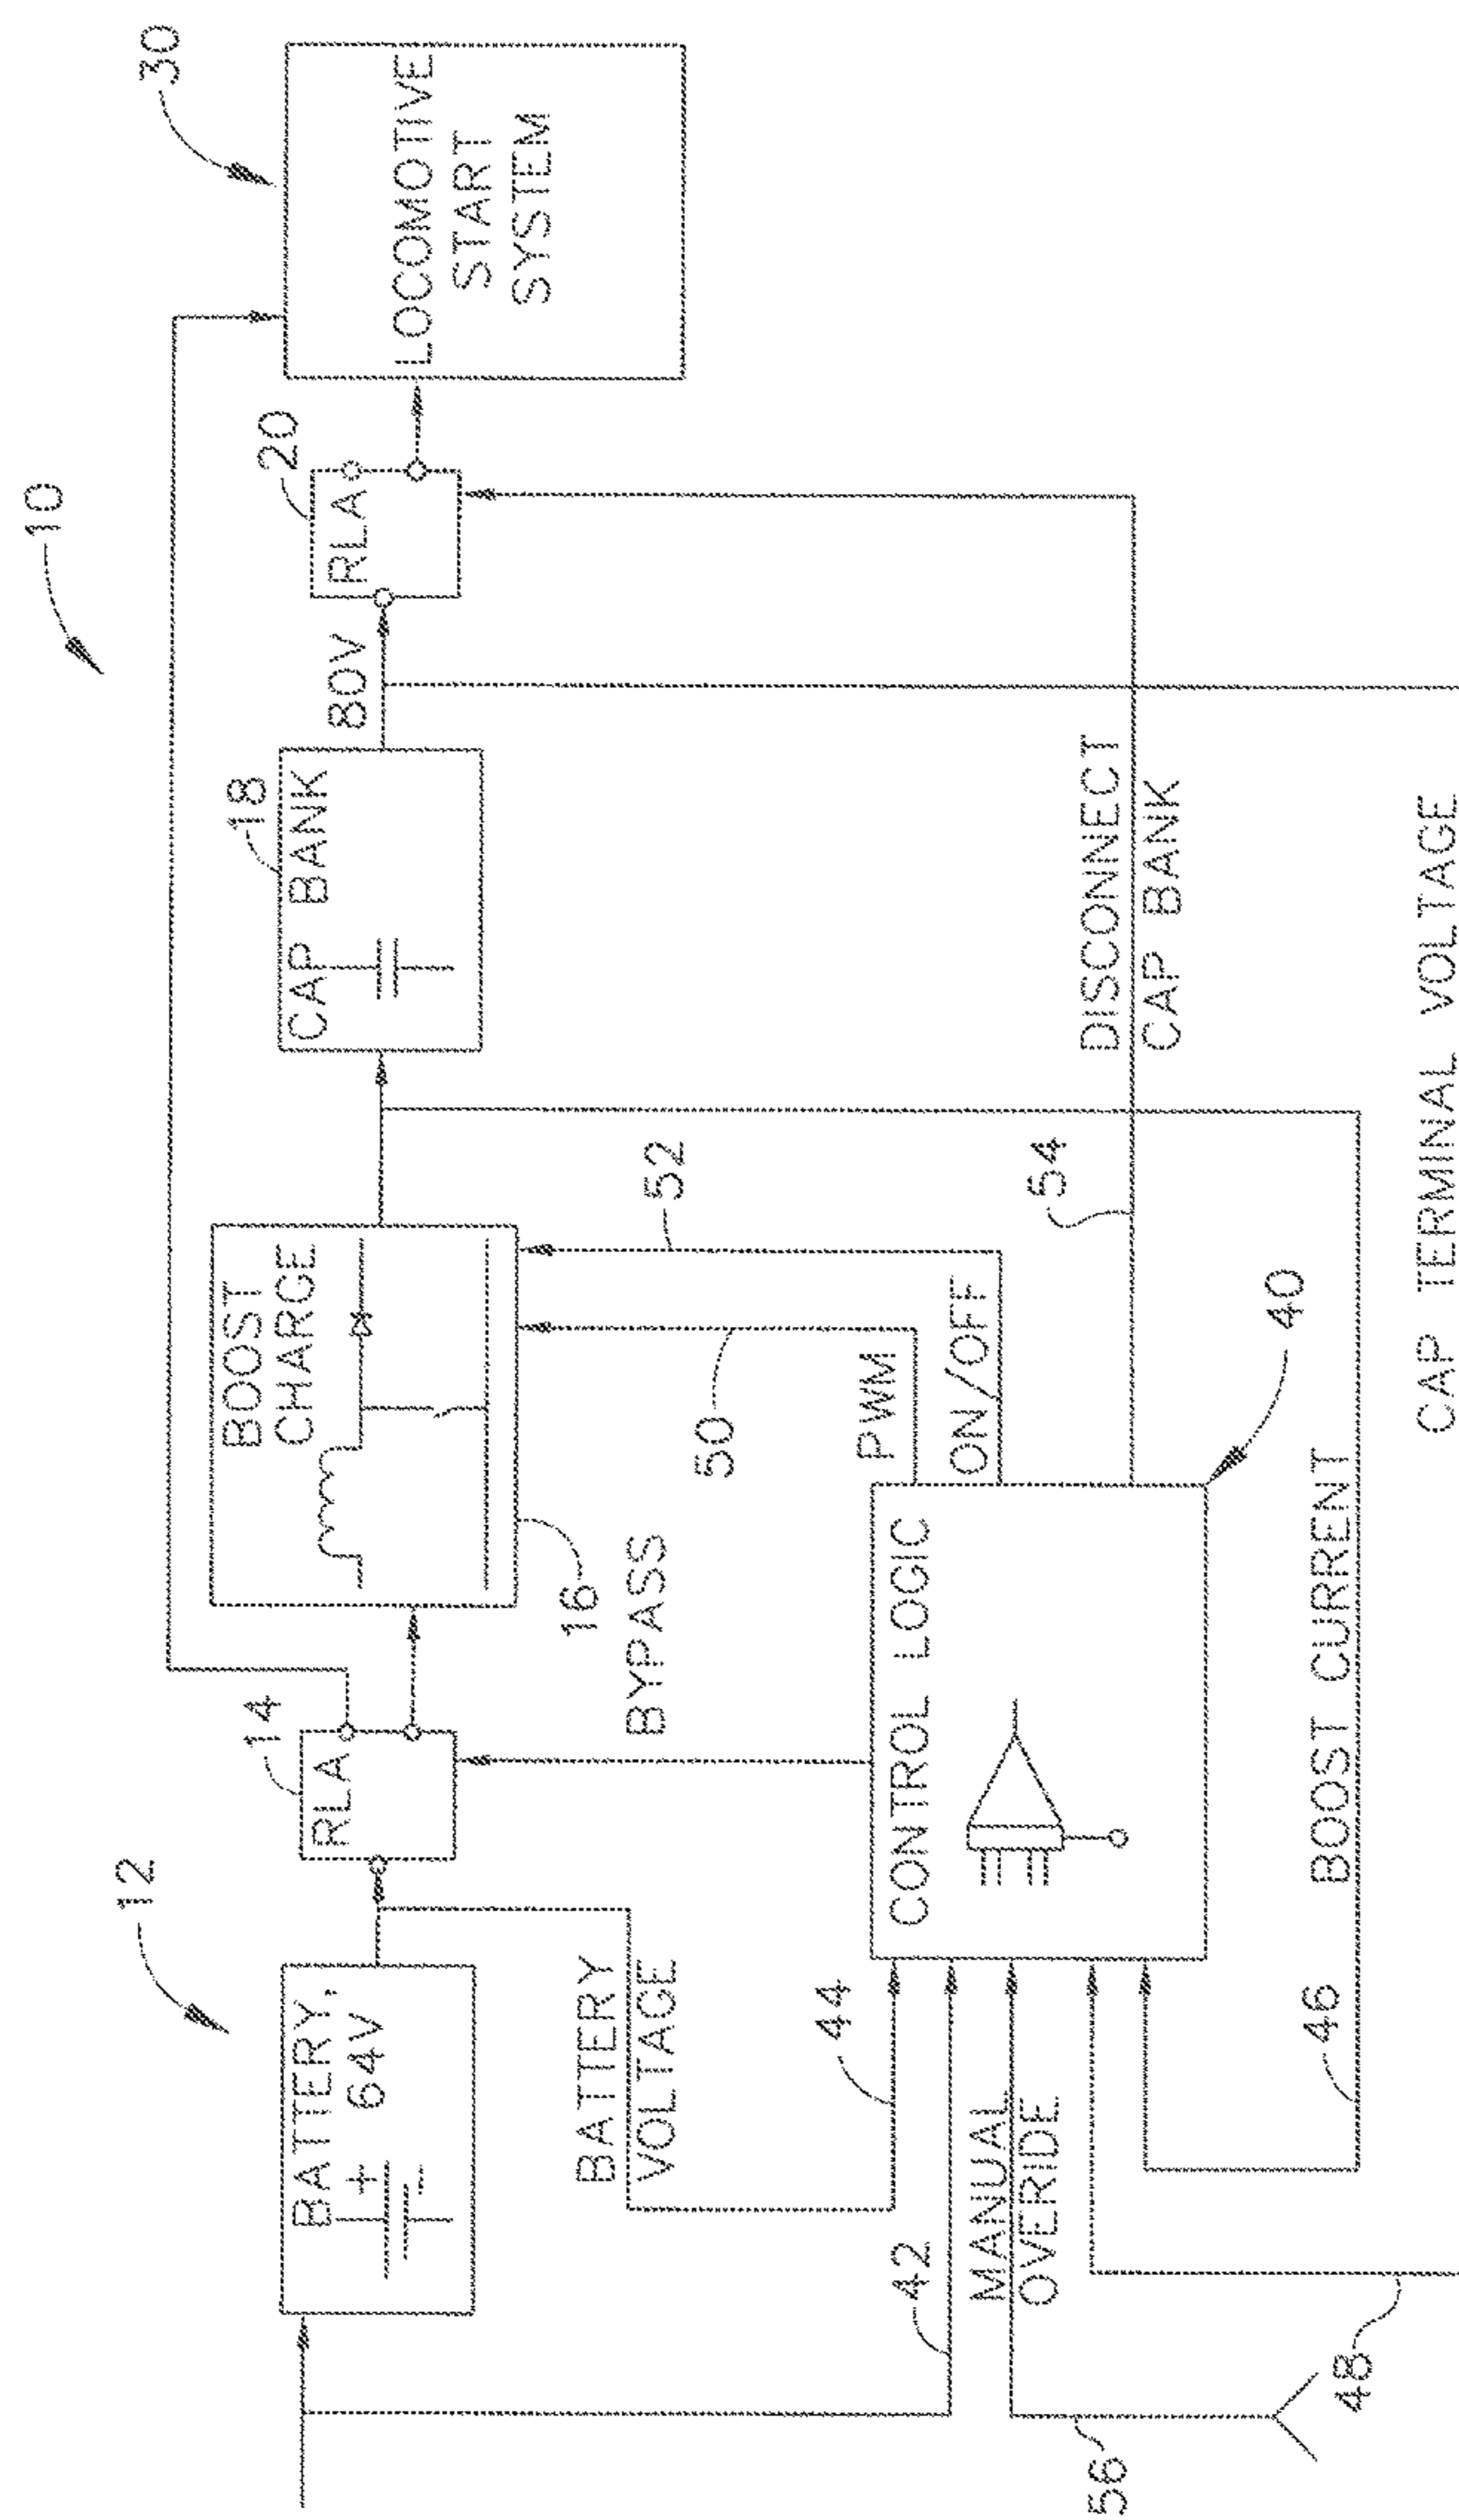 10
12
BATTERY,
64V
+
-
14
RLA
BOOST
CHARGE
16
18
CAP BANK
80V
20
RLA
30
LOCOMOTIVE
START
SYSTEM
BATTERY
VOLTAGE
BYPASS
50
52
44
42
MANUAL
OVERIDE
56
48
46
CONTROL LOGIC
PWM
ON/OFF
40
54
DISCONNECT
CAP BANK
BOOST CURRENT
CAP TERMINAL VOLTAGE